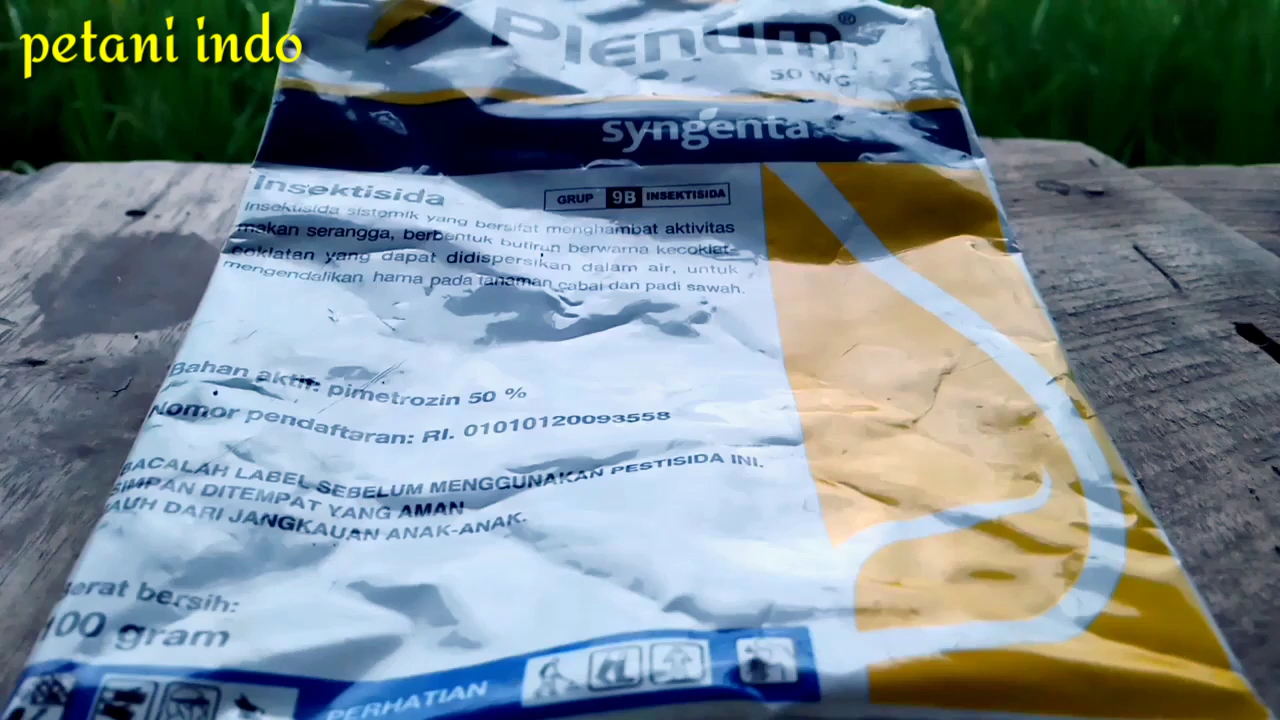 petani indo
Plenum®
50 WG
syngenta.
Insektisida
GRUP 9B INSEKTISIDA
Insektisida sistomik yang bersifat menghambat aktivitas
makan serangga, berbentuk butiran berwarna kecoklat-
coklatan yang dapat didispersikan dalam air, untuk
mengendalikan hama pada tanaman cabai dan padi sawah.
Bahan aktif: pimetrozin 50 %
Nomor pendaftaran: RI. 01010120093558
BACALAH LABEL SEBELUM MENGGUNAKAN PESTISIDA INI.
SIMPAN DITEMPAT YANG AMAN
JAUH DARI JANGKAUAN ANAK-ANAK.
Berat bersih:
100 gram
PERHATIAN